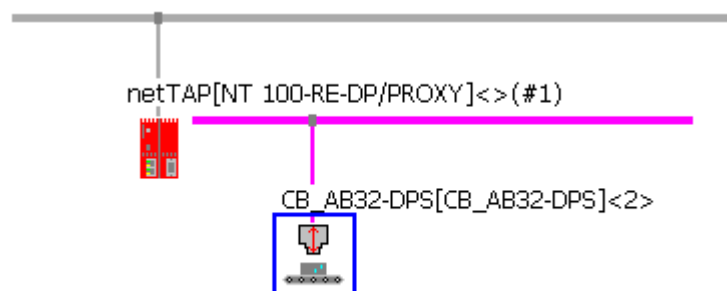 netTAP[NT 100-RE-DP/PROXY]<>(#1)
CB_AB32-DPS[CB_AB32-DPS]<2>